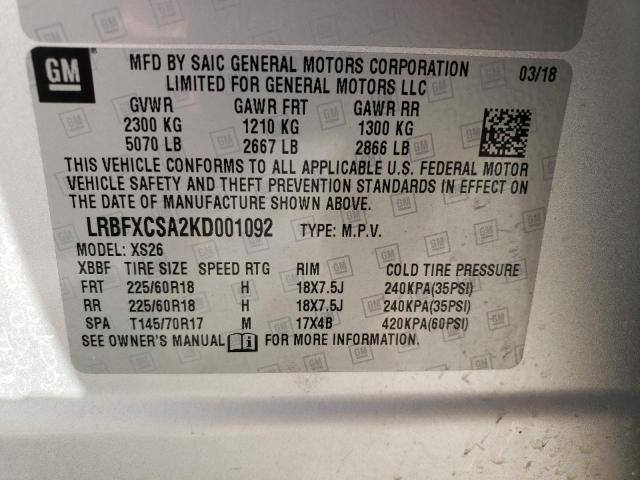 GM
MFD BY SAIC GENERAL MOTORS CORPORATION
LIMITED FOR GENERAL MOTORS LLC
03/18
GVWR GAWR FRT GAWR RR
2300 KG 1210 KG 1300 KG
5070 LB 2667 LB 2866 LB
THIS VEHICLE CONFORMS TO ALL APPLICABLE U.S. FEDERAL MOTOR
VEHICLE SAFETY AND THEFT PREVENTION STANDARDS IN EFFECT ON
THE DATE OF MANUFACTURE SHOWN ABOVE.
LRBFXCSA2KD001092 TYPE: M.P.V.
MODEL: XS26
XBBF TIRE SIZE SPEED RTG RIM COLD TIRE PRESSURE
FRT 225/60R18 H 18X7.5J 240KPA(35PSI)
RR 225/60R18 H 18X7.5J 240KPA(35PSI)
SPA T145/70R17 M 17X4B 420KPA(60PSI)
SEE OWNER'S MANUAL FOR MORE INFORMATION.